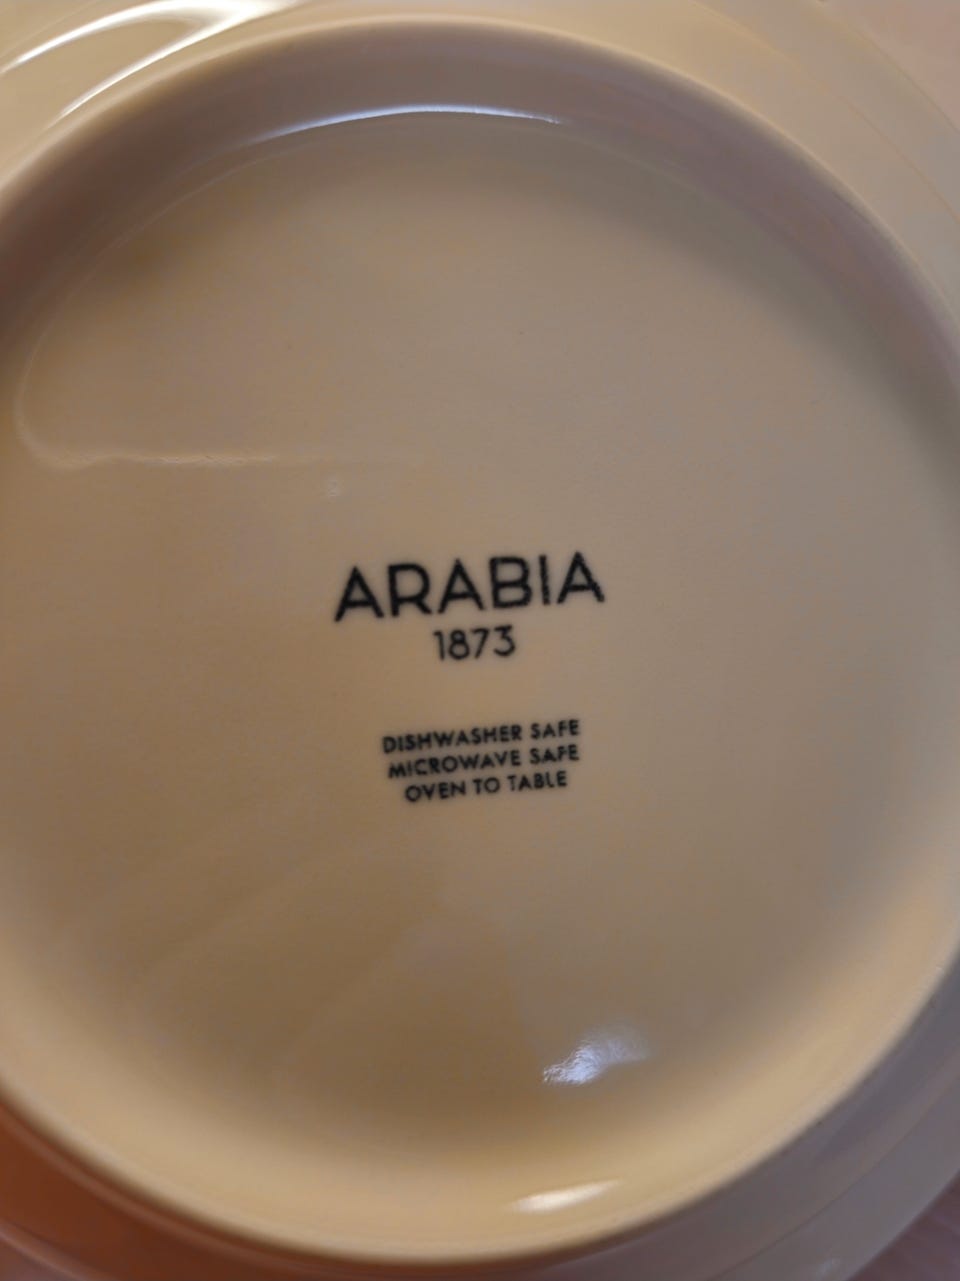 ARABIA
1873
DISHWASHER SAFE
MICROWAVE SAFE
OVEN TO TABLE